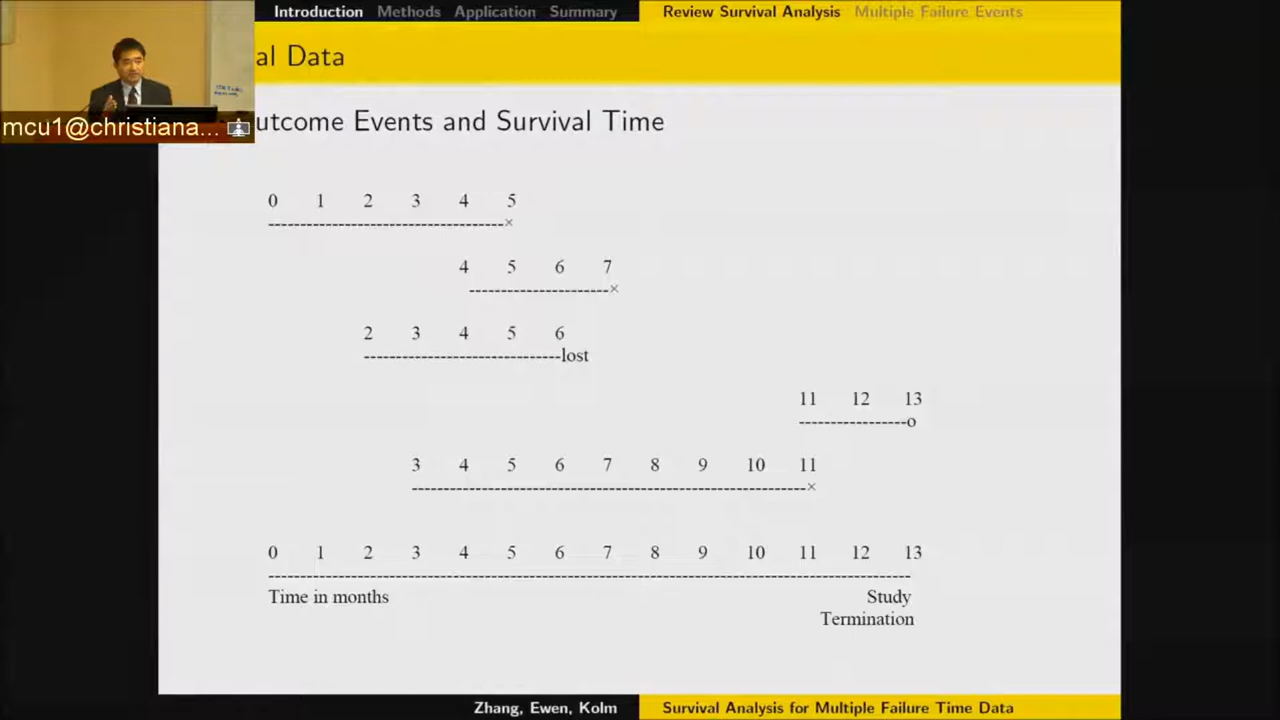 Introduction Methods Application Summary Review Survival Analysis Multiple Failure Events
al Data
utcome Events and Survival Time
mcu1@christiana...
0 1 2 3 4 5
×
4 5 6 7
×
2 3 4 5 6
lost
11 12 13
o
3 4 5 6 7 8 9 10 11
×
0 1 2 3 4 5 6 7 8 9 10 11 12 13
Time in months
Study
Termination
Zhang, Ewen, Kolm Survival Analysis for Multiple Failure Time Data